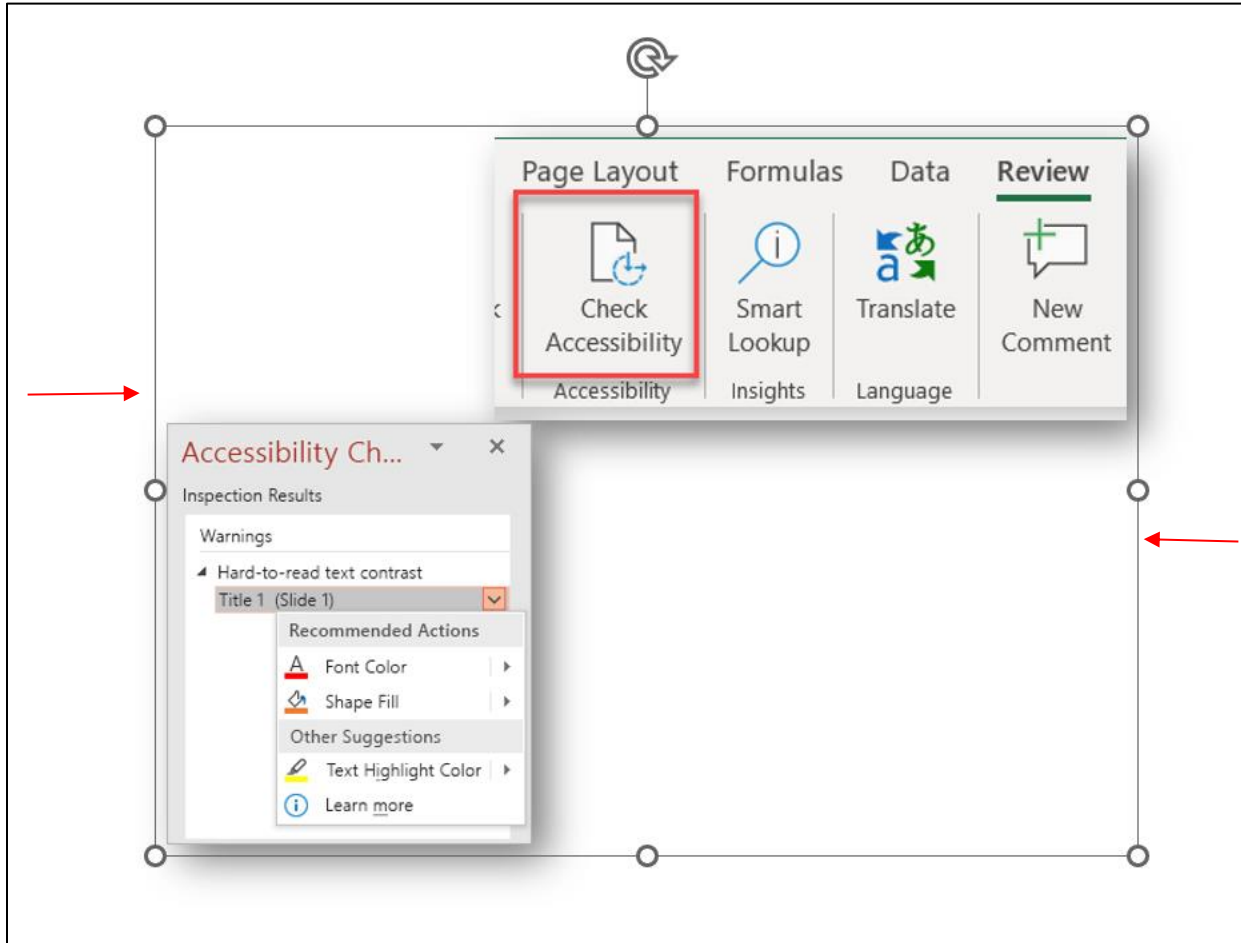 Page Layout Formulas Data Review
Check Accessibility
Smart Lookup
Translate
New Comment
Accessibility Insights Language
Accessibility Ch...
Inspection Results
Warnings
Hard-to-read text contrast
Title 1 (Slide 1)
Recommended Actions
A Font Color
Shape Fill
Other Suggestions
Text Highlight Color
Learn more